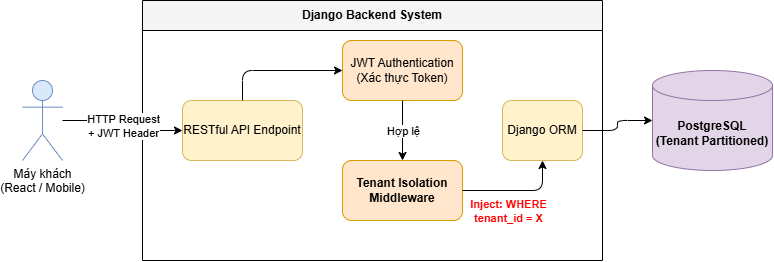 Django Backend System
JWT Authentication
(Xác thực Token)
HTTP Request
+ JWT Header
RESTful API Endpoint
Hợp lệ
Django ORM
PostgreSQL
(Tenant Partitioned)
Máy khách
(React / Mobile)
Tenant Isolation
Middleware
Inject: WHERE
tenant_id = X